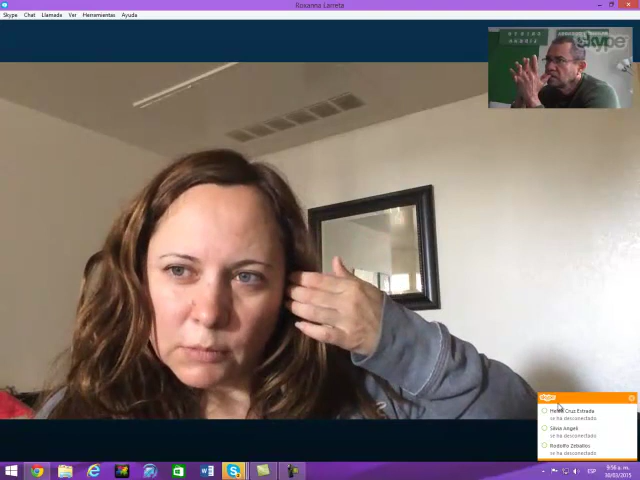 Roxanna Larreta
Skype Chat Llamada Ver Herramientas Ayuda
skype
skype
Cruz Estrada
se ha desconectado
Silvia Angeli
se ha desconectado
Rodolfo Zeballos
se ha desconectado
ESP
9:56 a. m.
30/03/2015